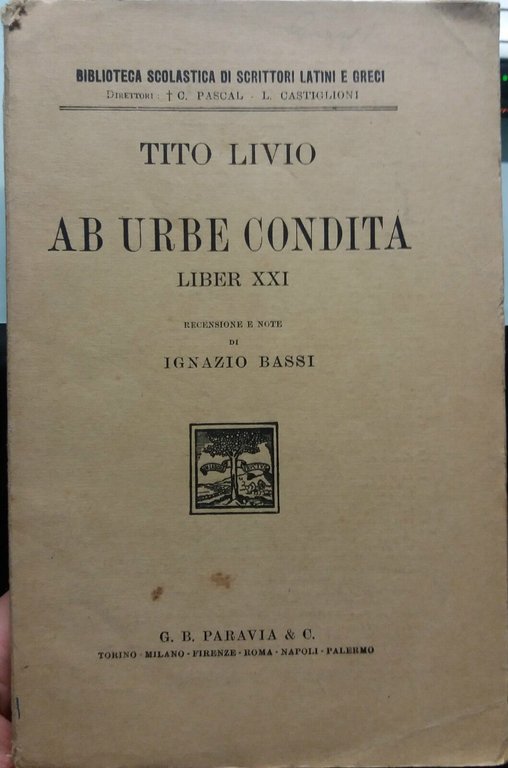 BIBLIOTECA SCOLASTICA DI SCRITTORI LATINI E GRECI
DIRETTORI : † C. PASCAL - L. CASTIGLIONI
TITO LIVIO
AB URBE CONDITA
LIBER XXI
RECENSIONE E NOTE
DI
IGNAZIO BASSI
G. B. PARAVIA & C.
TORINO - MILANO - FIRENZE - ROMA - NAPOLI - PALERMO